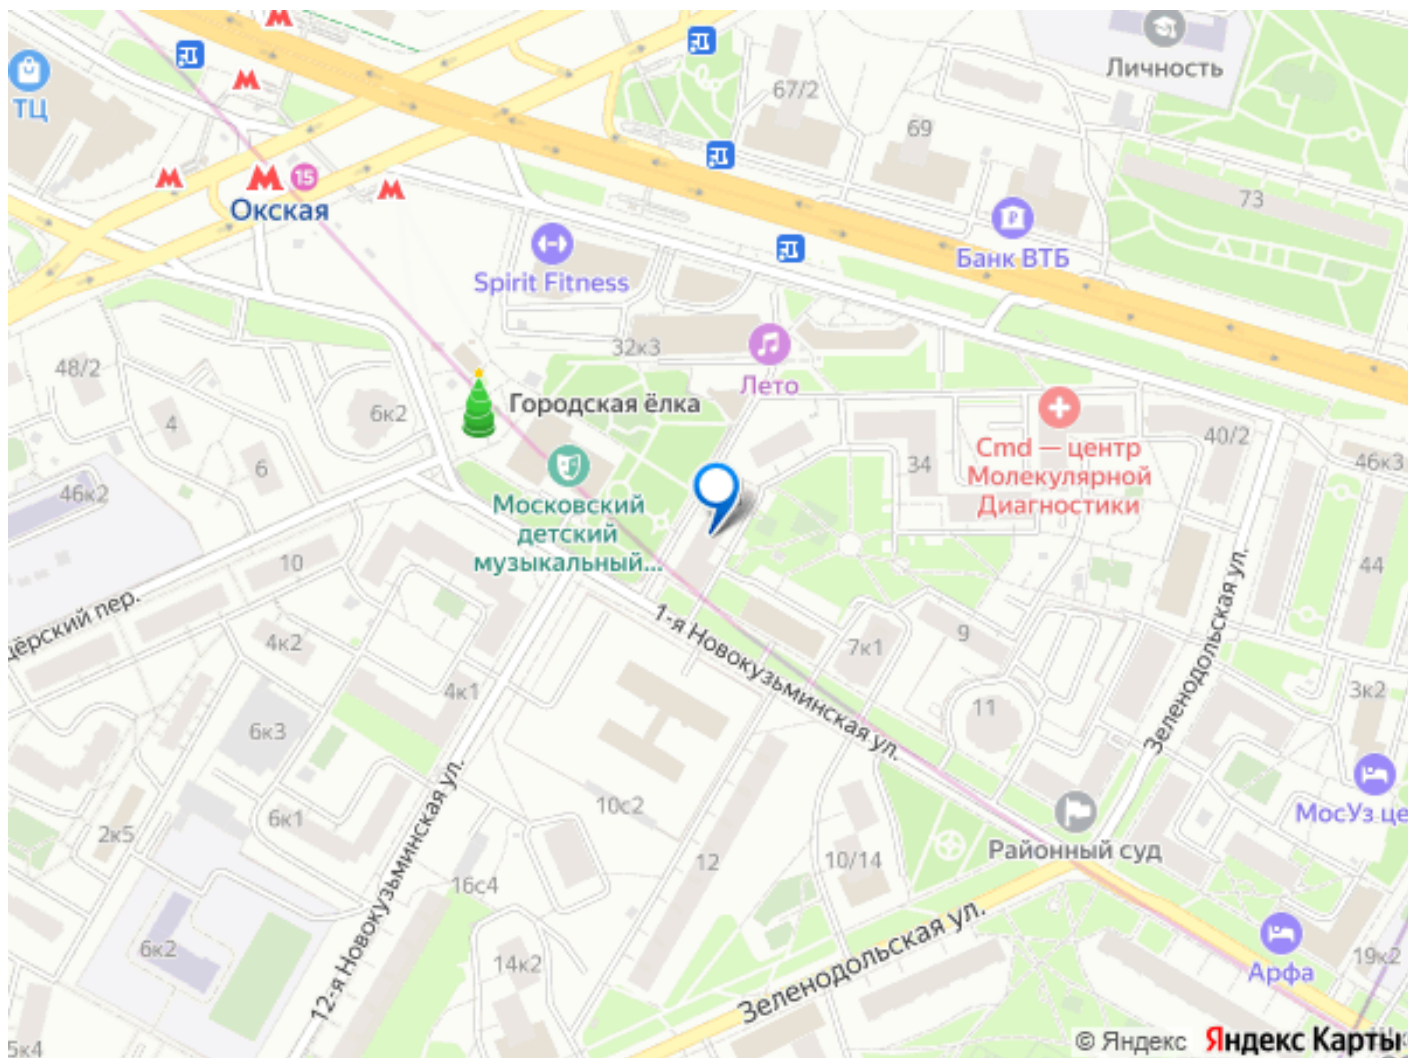 Личность
ТЦ
67/2
69
15
Окская
73
Банк ВТБ
Spirit Fitness
32к3
Лето
48/2
4
6
6к2
Городская ёлка
Cmd — центр
Молекулярной
Диагностики
34
40/2
46к3
46к2
Московский
детский
музыкальный...
10
44
1-я Новокузьминская ул.
Зеленодольская ул.
4к2
4к1
7к1
9
11
3к2
6к3
6к1
2к5
10с2
12
10/14
16с4
Районный суд
МосУз це
6к2
14к2
12-я Новокузьминская ул.
Зеленодольская ул.
Арфа
19к2
5к4
© Яндекс
Яндекс Карты